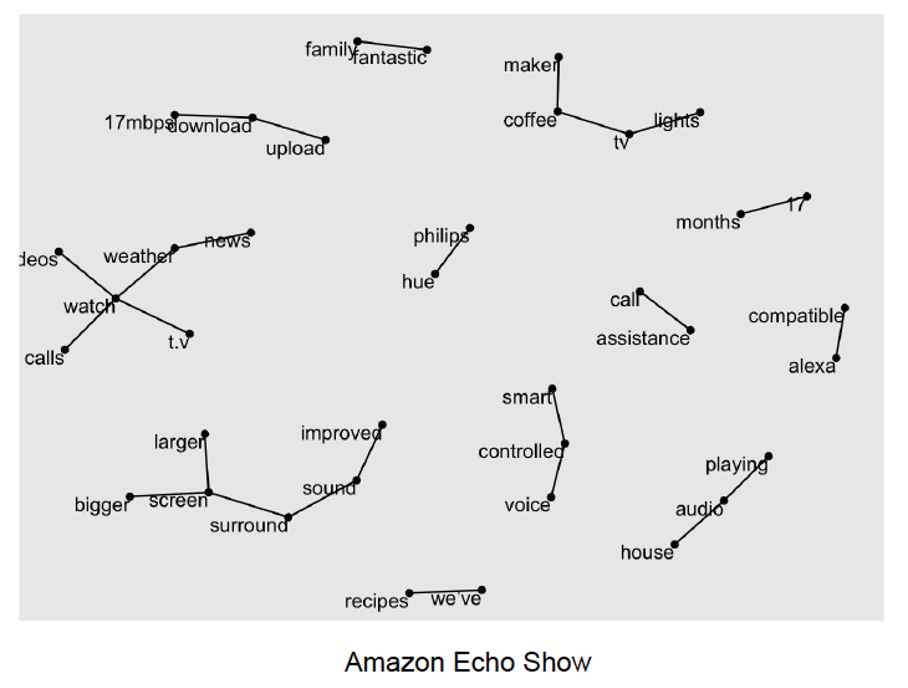 family
fantastic
maker
17mbps
download
coffee
lights
upload
tv
months
17
philips
news
deos
weather
hue
call
watch
compatible
assistance
t.v
calls
alexa
smart
larger
improved
controlled
playing
bigger
screen
sound
voice
audio
surround
house
recipes
we've
Amazon Echo Show